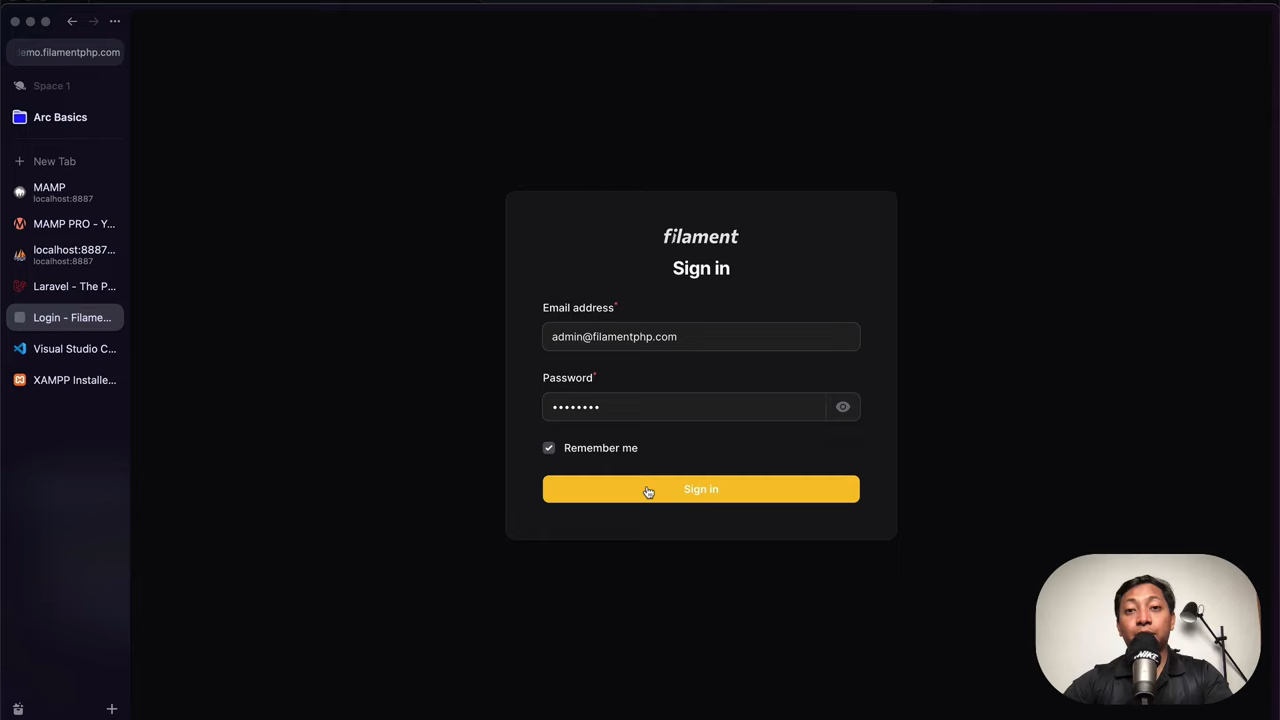 emo.filamentphp.com
Space 1
Arc Basics
New Tab
MAMP
localhost:8887
MAMP PRO - Y...
localhost:8887...
localhost:8887
Laravel - The P...
Login - Filame...
Visual Studio C...
XAMPP Installe...
filament
Sign in
Email address*
admin@filamentphp.com
Password*
••••••••
Remember me
Sign in
NIKE